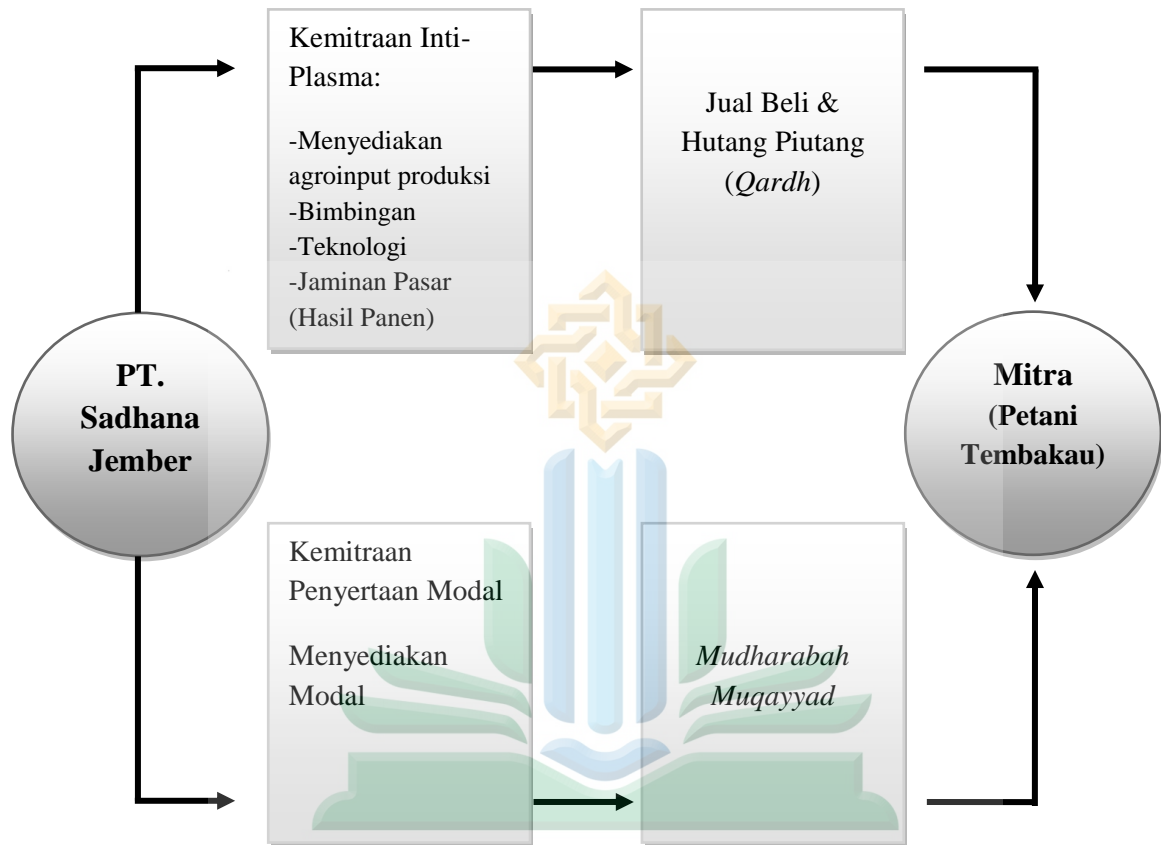 Kemitraan Inti-
Plasma:
-Menyediakan
agroinput produksi
-Bimbingan
-Teknologi
-Jaminan Pasar
(Hasil Panen)
Jual Beli &
Hutang Piutang
(Qardh)
PT.
Sadhana
Jember
Mitra
(Petani
Tembakau)
Kemitraan
Penyertaan Modal
Menyediakan
Modal
Mudharabah
Muqayyad